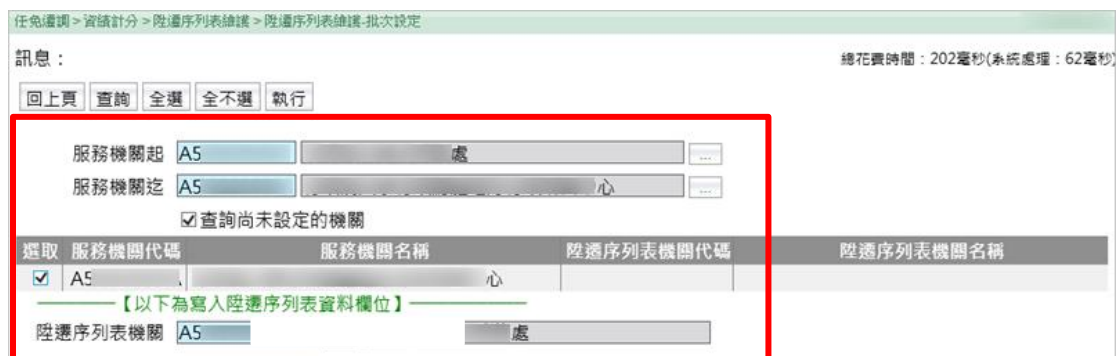 任免遷調>資績計分>陞遷序列表維護>陞遷序列表維護-批次設定
訊息：
總花費時間：202毫秒(系統處理：62毫秒)
回上頁 查詢 全選 全不選 執行
服務機關起 A5 處 ...
服務機關迄 A5 心 ...
查詢尚未設定的機關
選取 服務機關代碼 服務機關名稱 陞遷序列表機關代碼 陞遷序列表機關名稱
A5 心
【以下為寫入陞遷序列表資料欄位】
陞遷序列表機關 A5 處